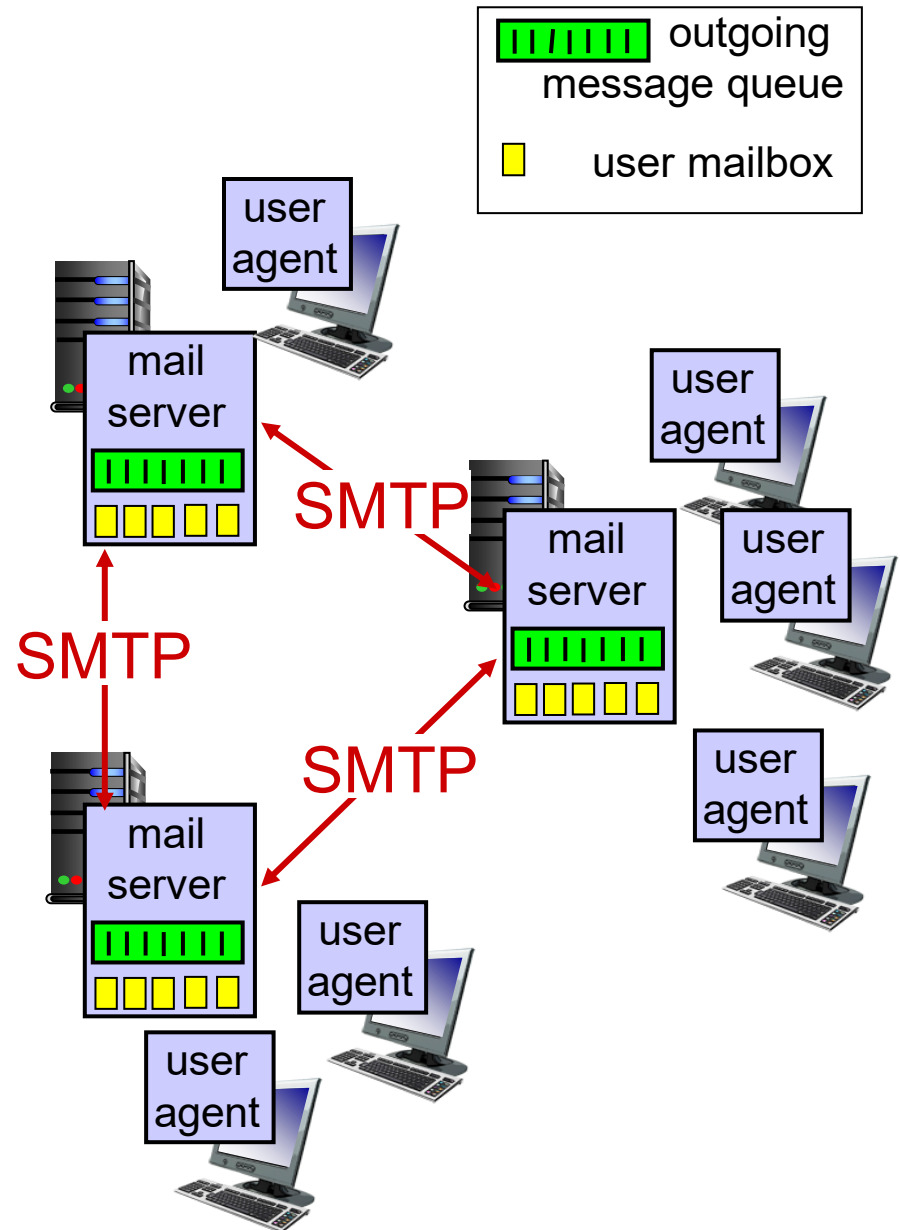 outgoing
message queue
user mailbox
user
agent
mail
server
SMTP
user
agent
mail
server
user
agent
SMTP
SMTP
user
agent
mail
server
user
agent
user
agent